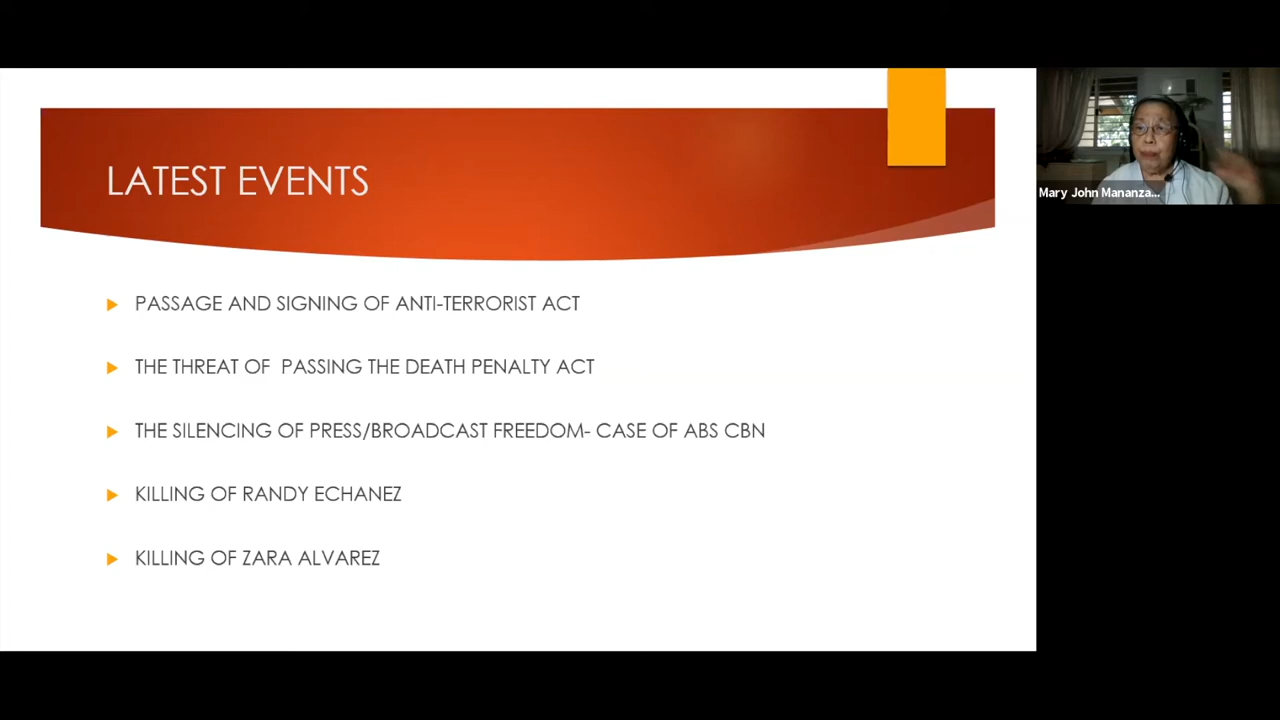 LATEST EVENTS
PASSAGE AND SIGNING OF ANTI-TERRORIST ACT
THE THREAT OF  PASSING THE DEATH PENALTY ACT
THE SILENCING OF PRESS/BROADCAST FREEDOM- CASE OF ABS CBN
KILLING OF RANDY ECHANEZ
KILLING OF ZARA ALVAREZ
Mary John Mananza...